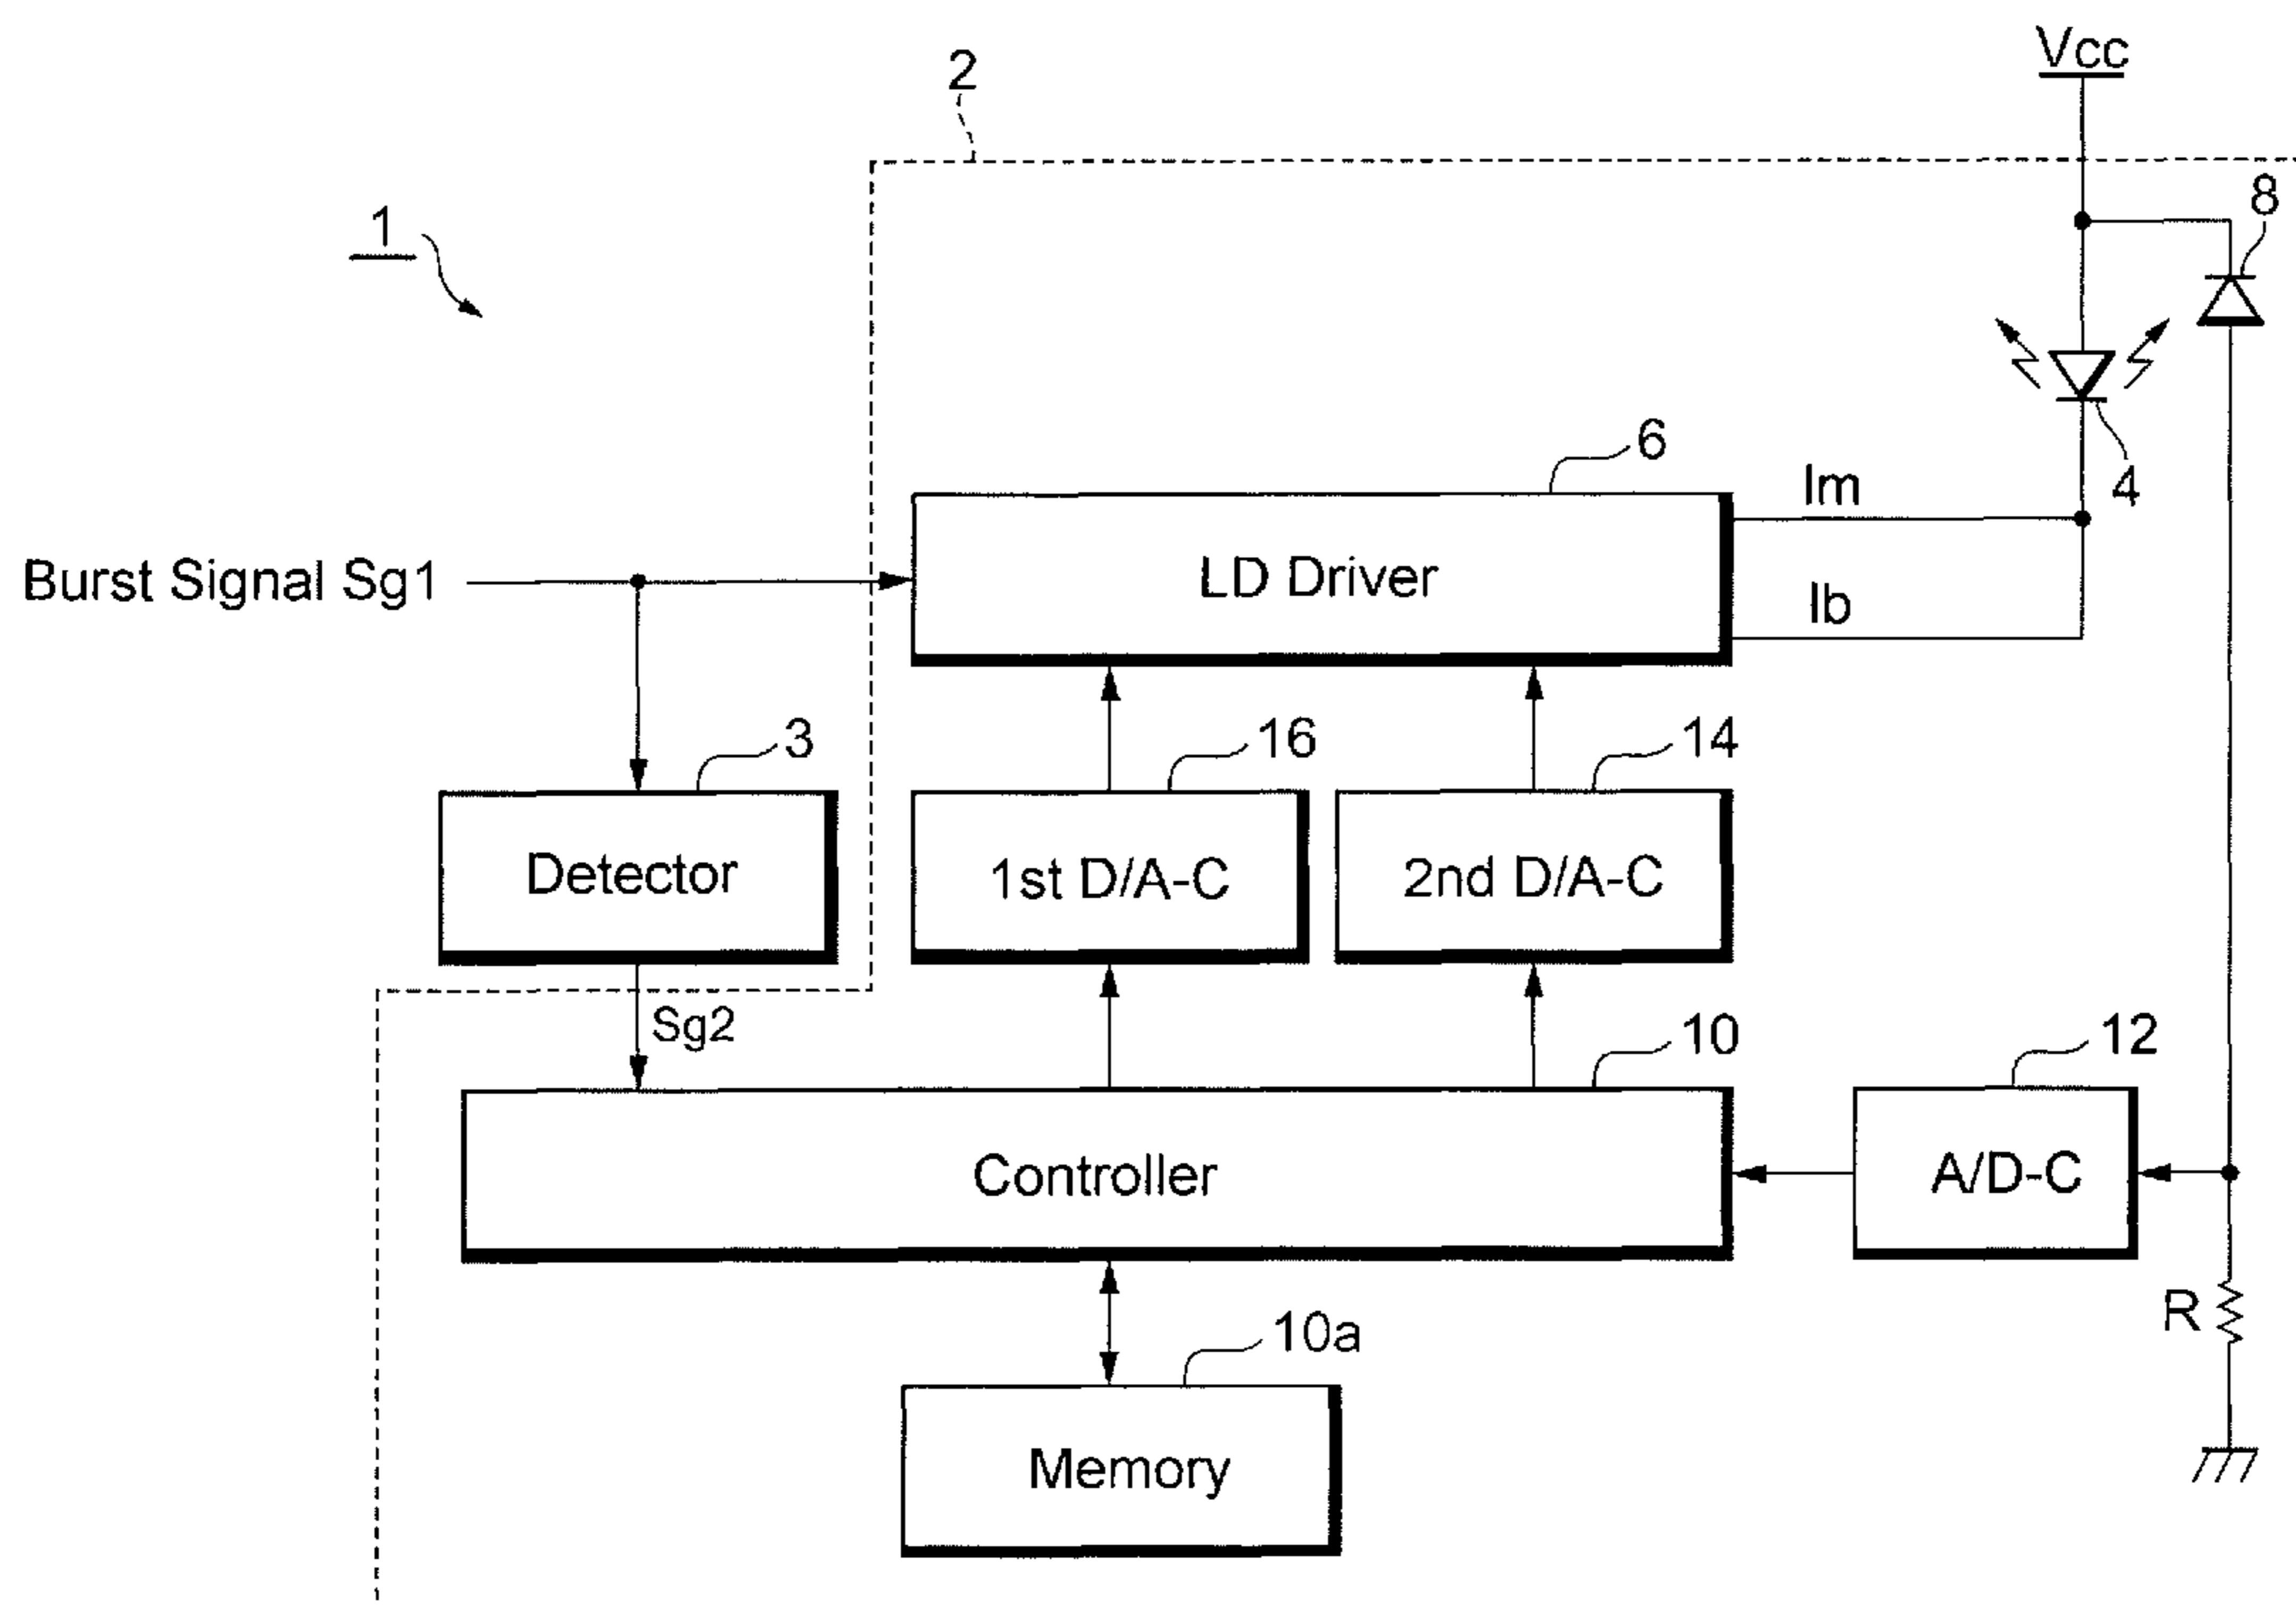 Vcc
2
8
1
6
Im
4
Burst Signal Sg1
LD Driver
Ib
3
16
14
Detector
1st D/A-C
2nd D/A-C
Sg2
10
12
Controller
A/D-C
R
10a
Memory